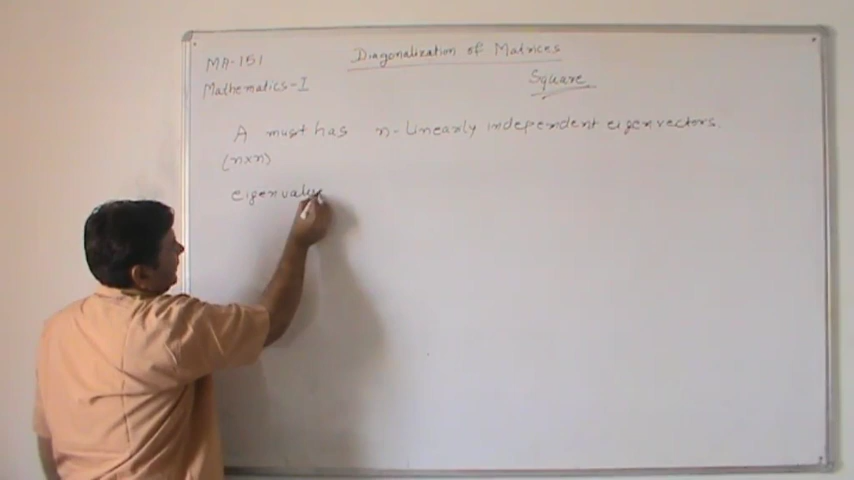 MA-151
Diagonalization of Matrices
Mathematics-I
Square
A must has n-linearly independent eigenvectors.
(n×n)
eigenvalu